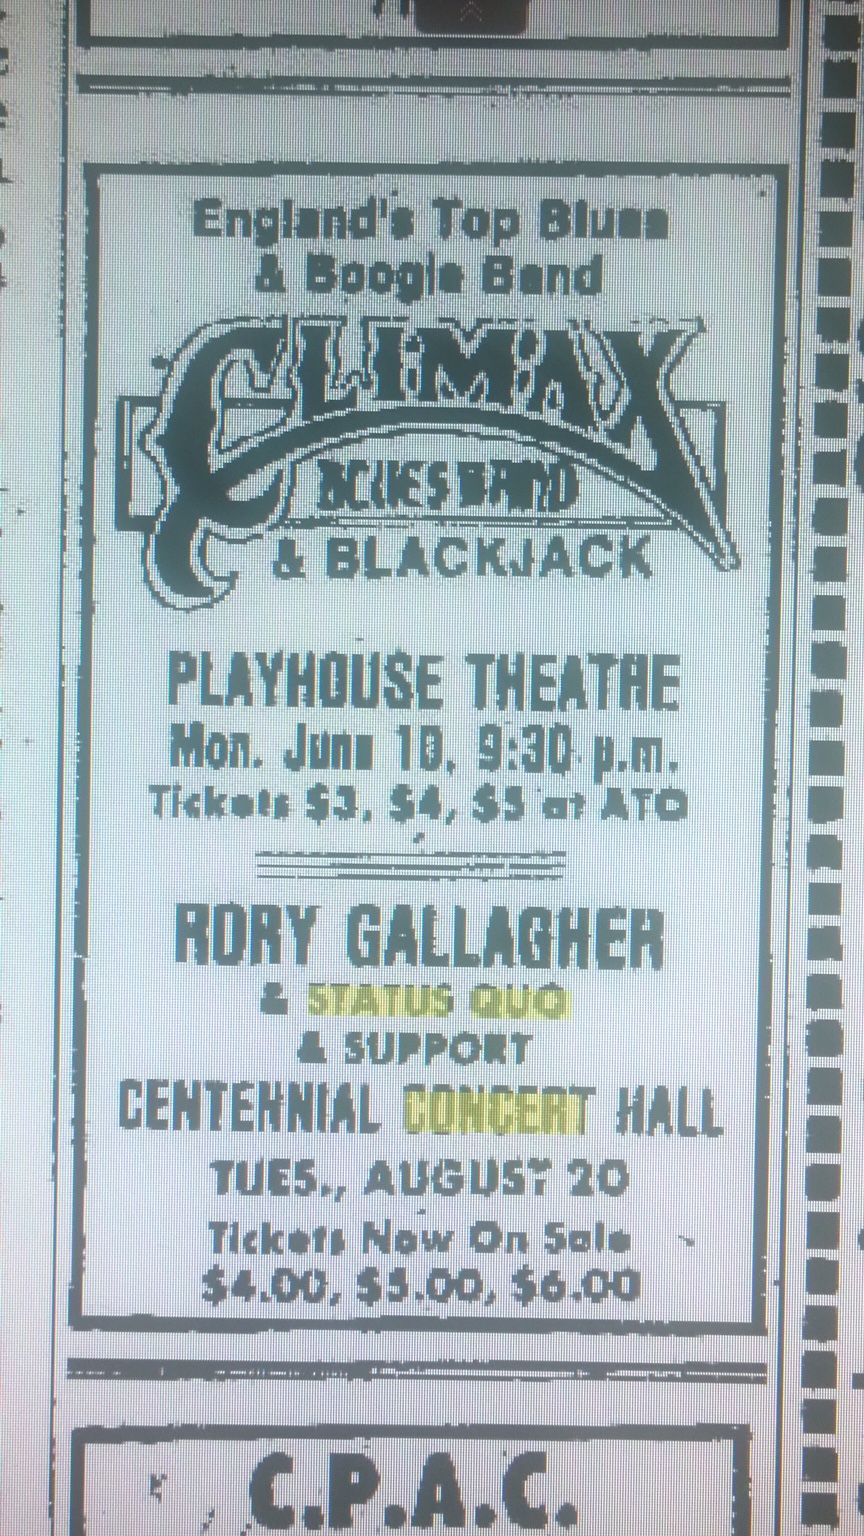 England's Top Blues
& Boogie Band
CLIMAX
BLUES BAND
& BLACKJACK
PLAYHOUSE THEATRE
Mon. June 10, 9:30 p.m.
Tickets $3, $4, $5 at ATO
RORY GALLAGHER
& STATUS QUO
& SUPPORT
CENTENNIAL CONCERT HALL
TUES., AUGUST 20
Tickets Now On Sale
$4.00, $5.00, $6.00
C.P.A.C.